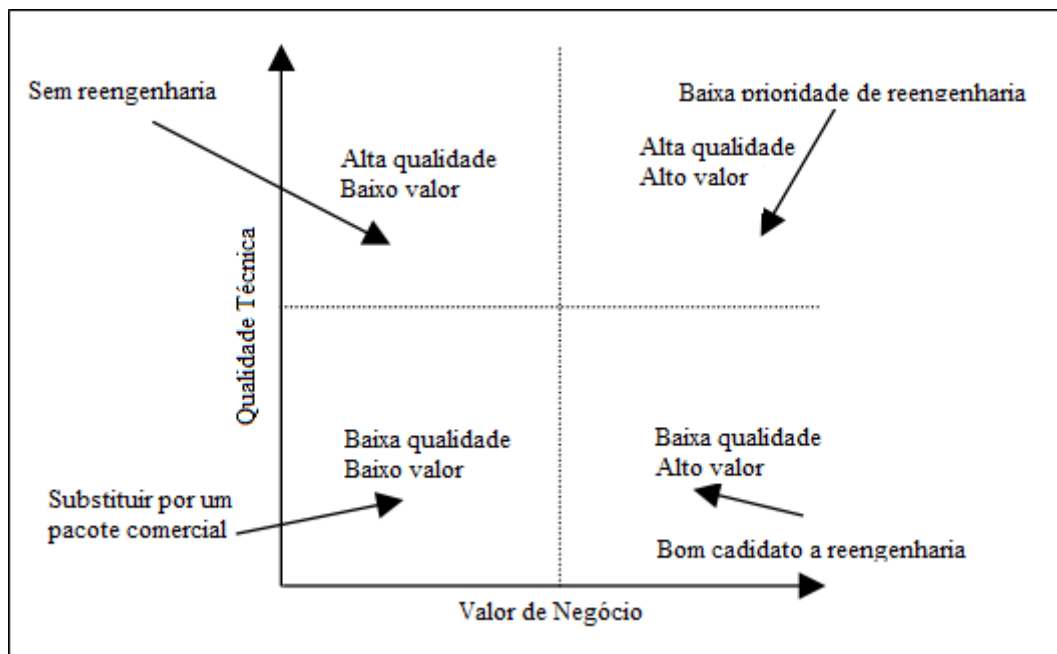 Sem reengenharia
Baixa prioridade de reengenharia
Alta qualidade
Baixo valor
Alta qualidade
Alto valor
Qualidade Técnica
Baixa qualidade
Baixo valor
Baixa qualidade
Alto valor
Substituir por um
pacote comercial
Bom cadidato a reengenharia
Valor de Negócio